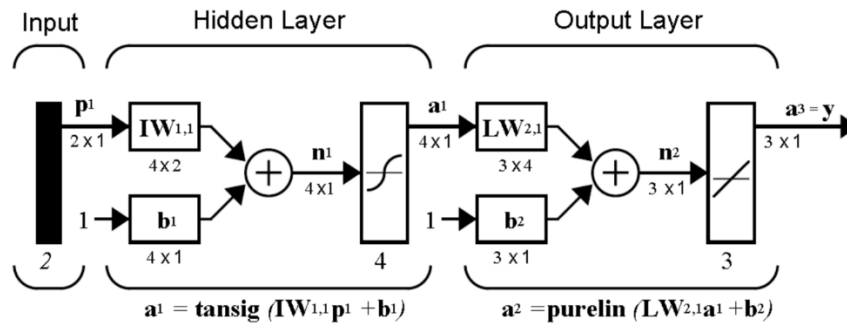 Input Hidden Layer Output Layer
p1 a1 a3 = y
IW1,1 LW2,1
2 x 1 4 x 1 3 x 1
4 x 2 n1 3 x 4 n2
4 x 1 3 x 1
1 b1 1 b2
2 4 x 1 4 3 x 1 3
a1 = tansig (IW1,1p1 +b1) a2 =purelin (LW2,1a1 +b2)